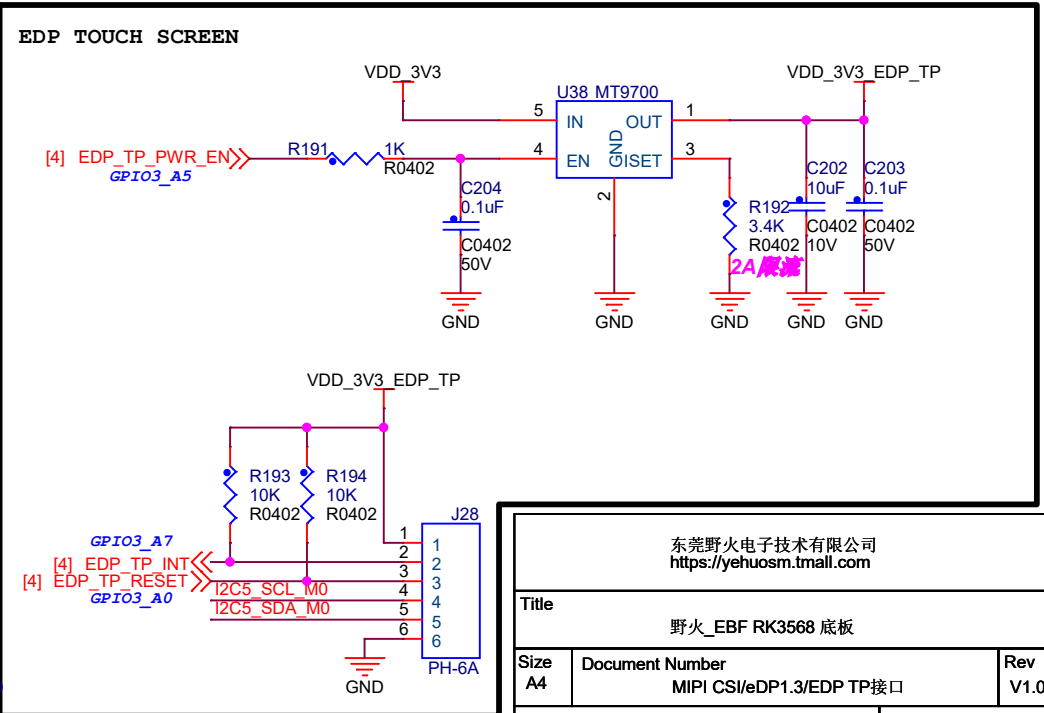 EDP TOUCH SCREEN
VDD_3V3
VDD_3V3_EDP_TP
U38 MT9700
5
IN
OUT
1
[4] EDP_TP_PWR_EN
GPIO3_A5
R191
1K
R0402
4
EN
GND
ISET
3
2
C204
0.1uF
C0402
50V
R192
3.4K
R0402
2A限流
C202
10uF
C0402
10V
C203
0.1uF
C0402
50V
GND
GND
GND
GND
GND
VDD_3V3_EDP_TP
R193
10K
R0402
R194
10K
R0402
J28
GPIO3_A7
[4] EDP_TP_INT
[4] EDP_TP_RESET
GPIO3_A0
I2C5_SCL_M0
I2C5_SDA_M0
1
2
3
4
5
6
1
2
3
4
5
6
PH-6A
GND
东莞野火电子技术有限公司
https://yehuosm.tmall.com
Title
野火_EBF RK3568 底板
Size
A4
Document Number
MIPI CSI/eDP1.3/EDP TP接口
Rev
V1.0